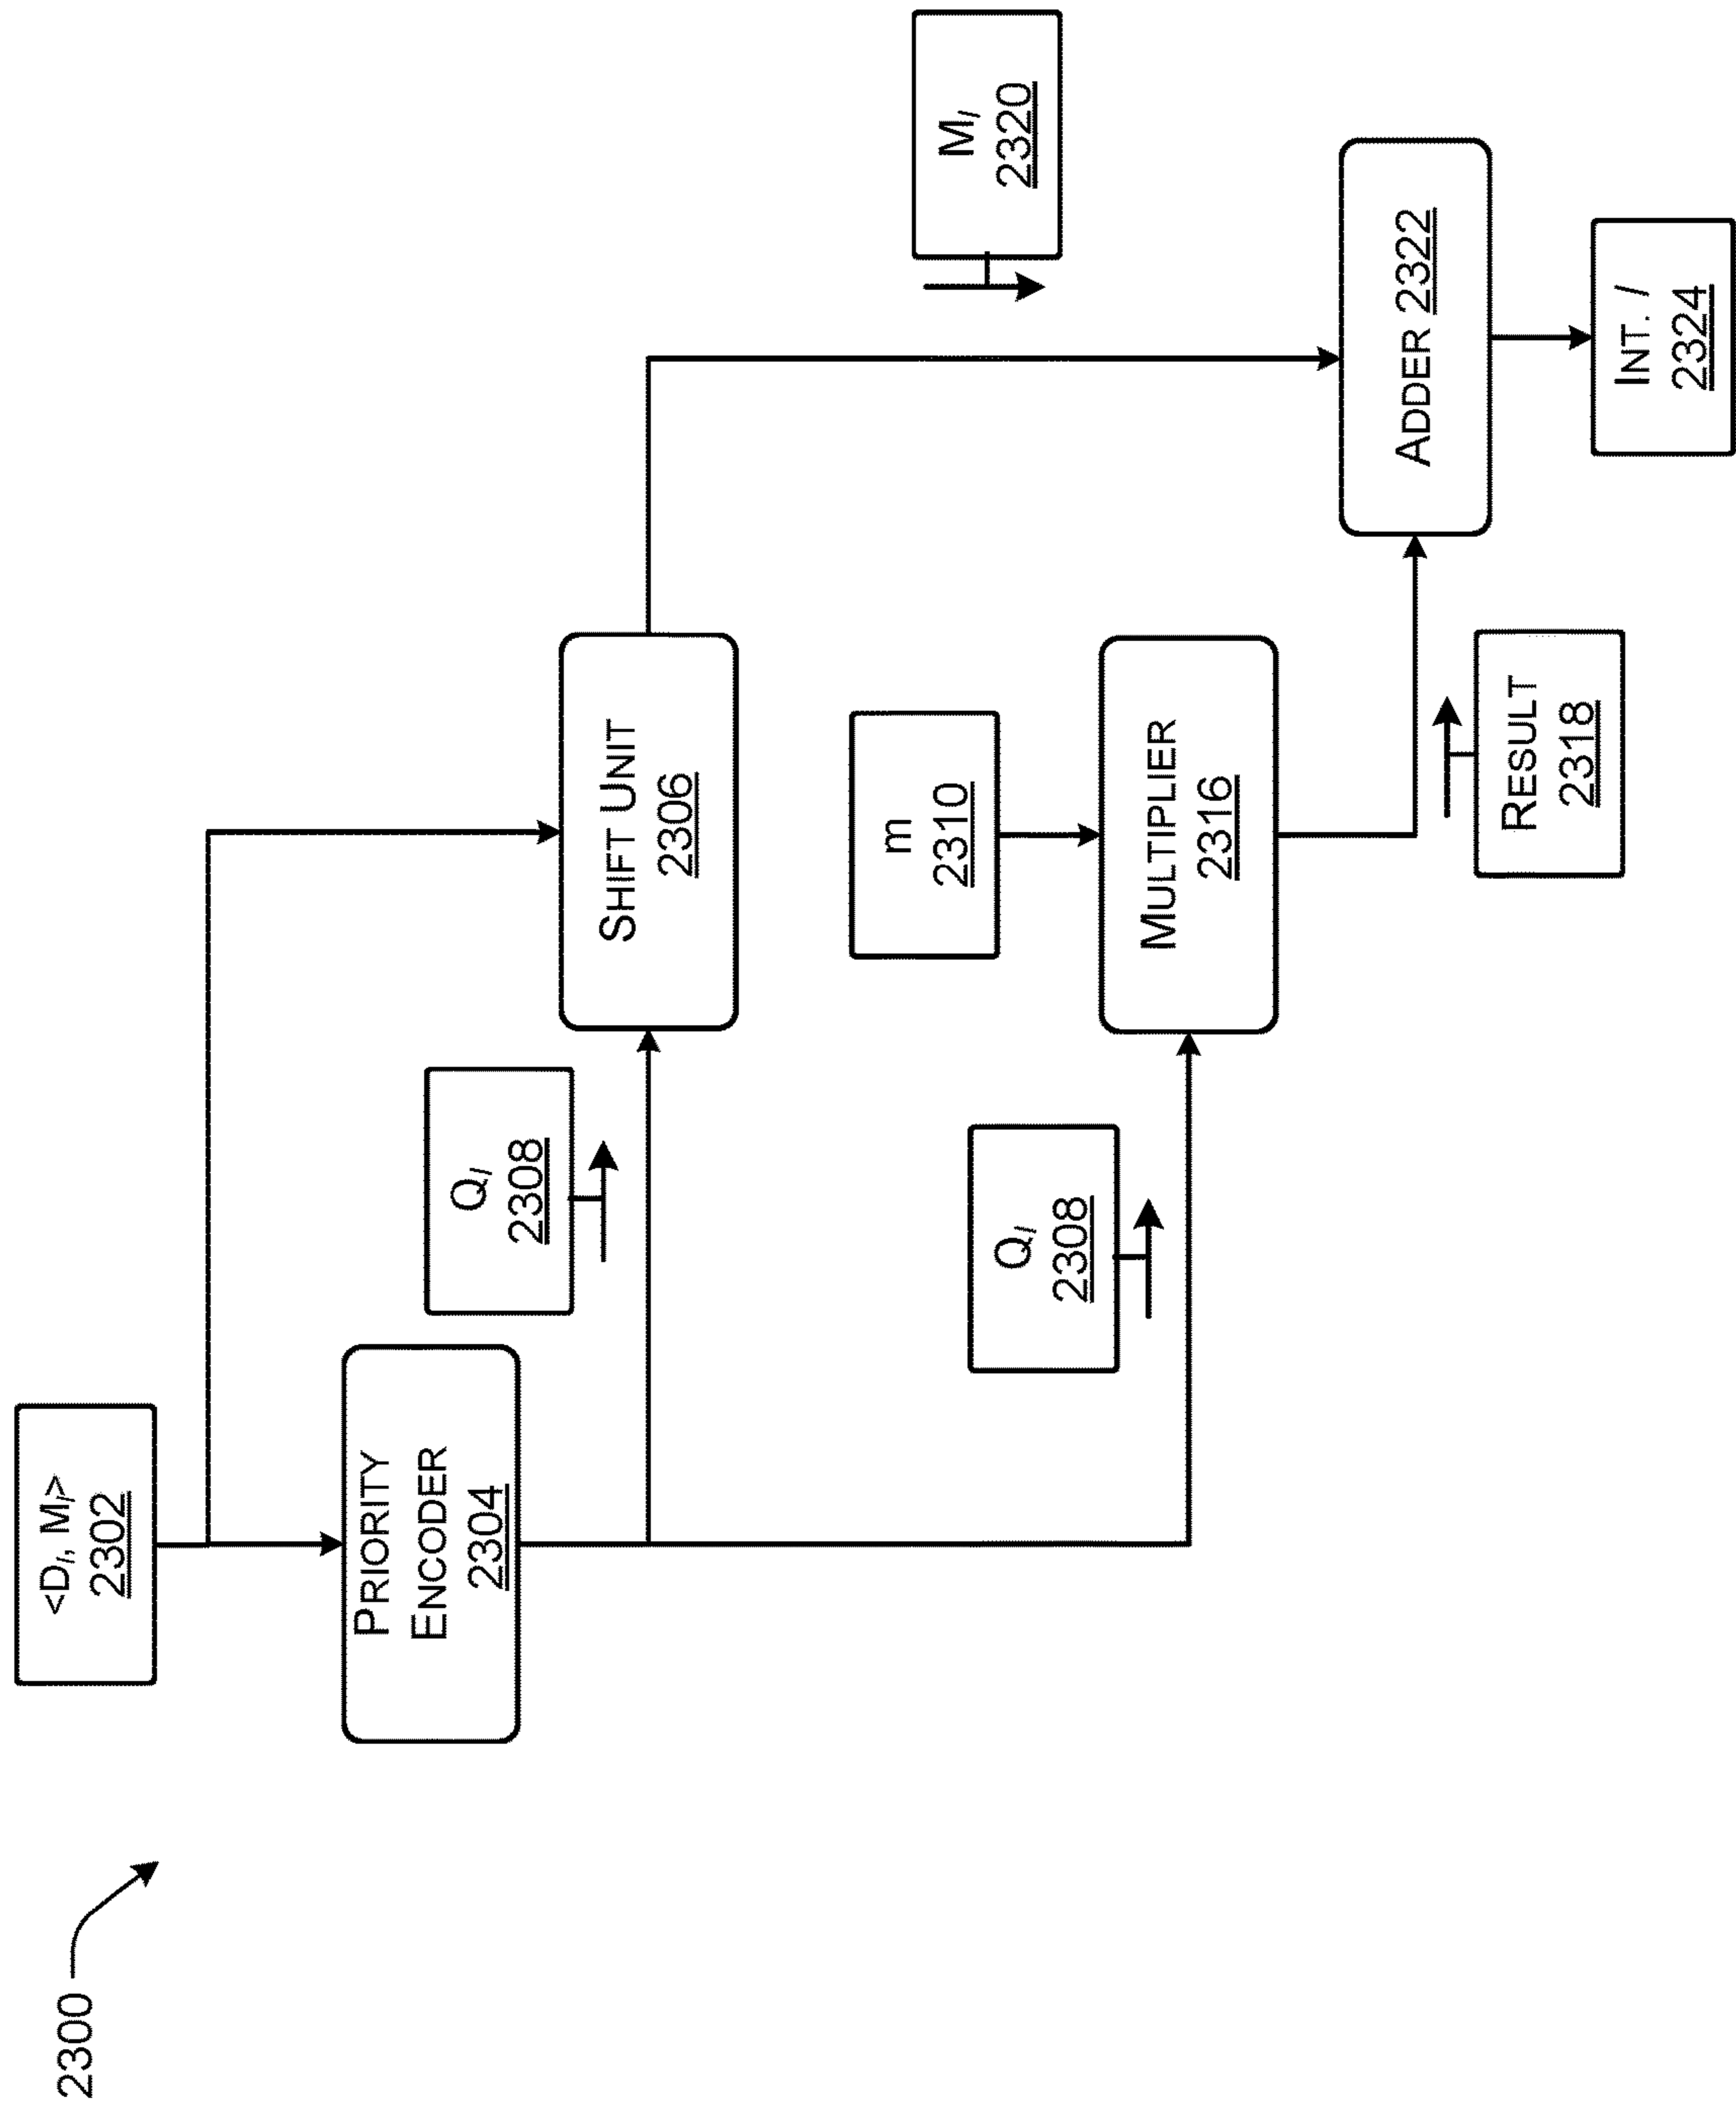 2300
<D_I, M_I>
2302
PRIORITY
ENCODER
2304
Q_I
2308
SHIFT UNIT
2306
Q_I
2308
m
2310
MULTIPLIER
2316
RESULT
2318
M_I
2320
ADDER 2322
INT. I
2324